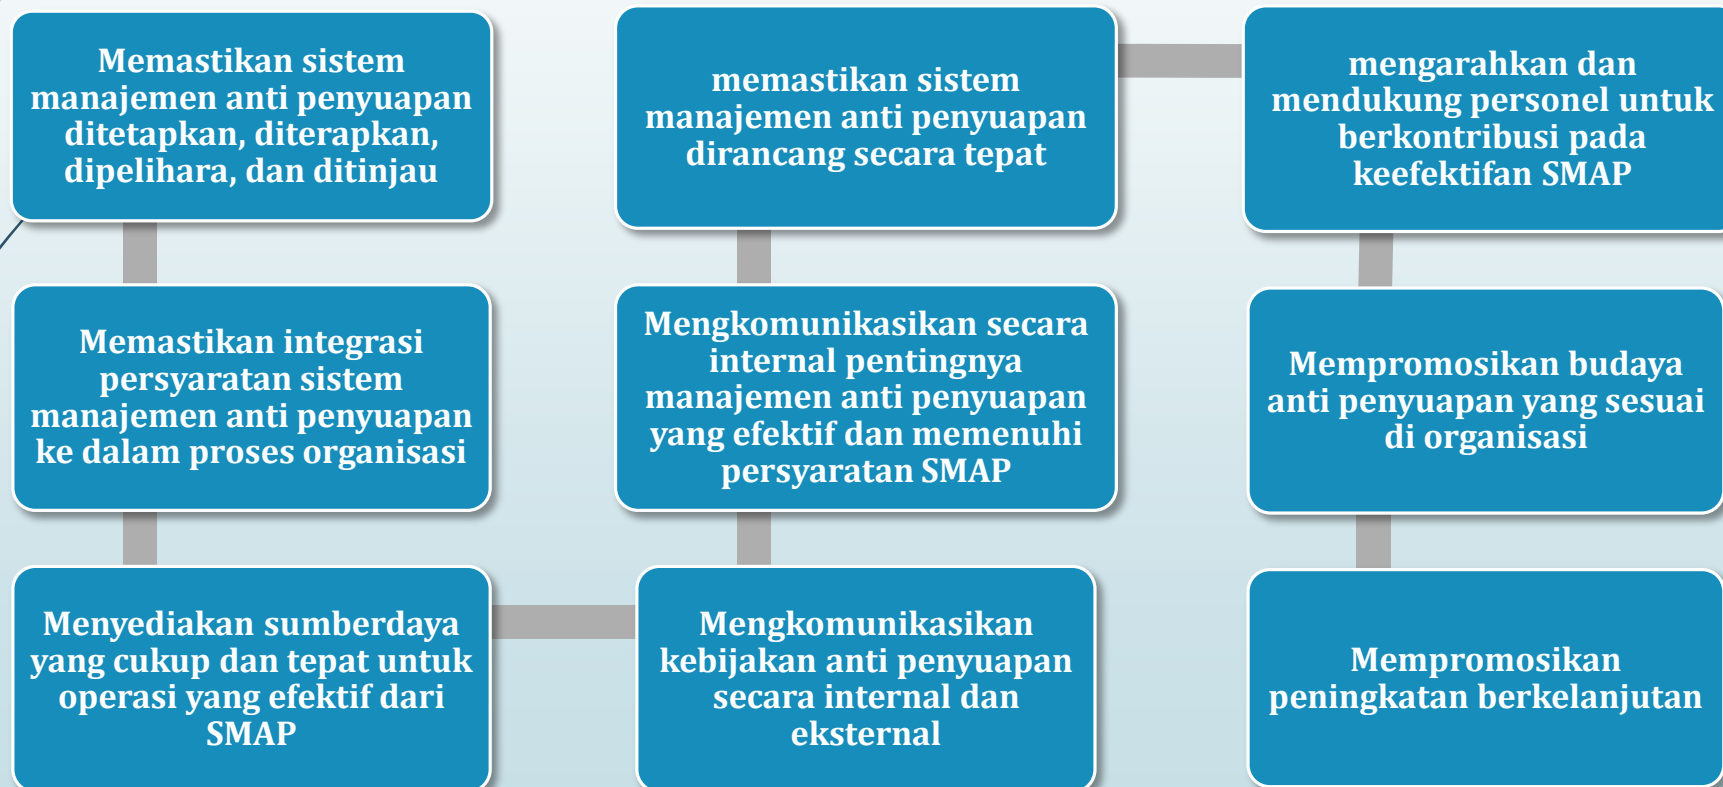 Memastikan sistem
manajemen anti penyuapan
ditetapkan, diterapkan,
dipelihara, dan ditinjau
Memastikan integrasi
persyaratan sistem
manajemen anti penyuapan
ke dalam proses organisasi
Menyediakan sumberdaya
yang cukup dan tepat untuk
operasi yang efektif dari
SMAP
Mengkomunikasikan
kebijakan anti penyuapan
secara internal dan
eksternal
Mengkomunikasikan secara
internal pentingnya
manajemen anti penyuapan
yang efektif dan memenuhi
persyaratan SMAP
memastikan sistem
manajemen anti penyuapan
dirancang secara tepat
mengarahkan dan
mendukung personel untuk
berkontribusi pada
keefektifan SMAP
Mempromosikan budaya
anti penyuapan yang sesuai
di organisasi
Mempromosikan
peningkatan berkelanjutan